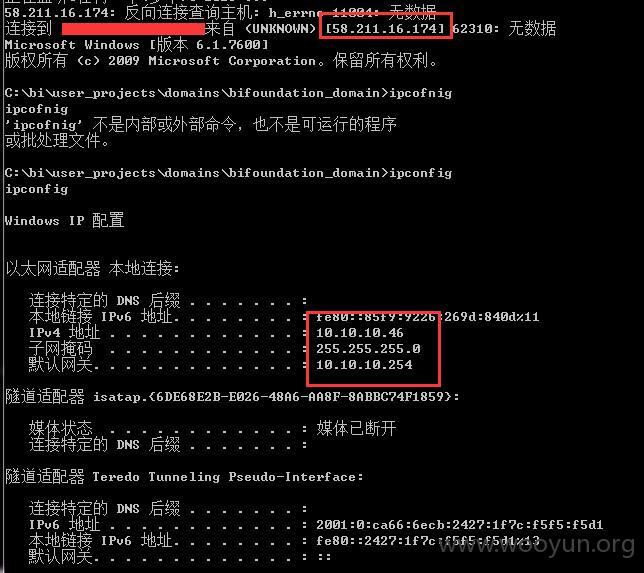 58.211.16.174: 反向连接查询主机: h_errno 11004: 无数据
连接到 来自 (UNKNOWN) [58.211.16.174] 62310: 无数据
Microsoft Windows [版本 6.1.7600]
版权所有 (c) 2009 Microsoft Corporation。保留所有权利。
C:\bi\user_projects\domains\bifoundation_domain>ipcofnig
ipcofnig
'ipcofnig' 不是内部或外部命令，也不是可运行的程序
或批处理文件。
C:\bi\user_projects\domains\bifoundation_domain>ipconfig
ipconfig
Windows IP 配置
以太网适配器 本地连接:
连接特定的 DNS 后缀 . . . . . . . :
本地链接 IPv6 地址. . . . . . . . : fe80::85f9:9226:269d:840d%11
IPv4 地址 . . . . . . . . . . . . : 10.10.10.46
子网掩码 . . . . . . . . . . . . : 255.255.255.0
默认网关. . . . . . . . . . . . . : 10.10.10.254
隧道适配器 isatap.{6DE68E2B-E026-48A6-AA8F-8ABBC74F1859}:
媒体状态 . . . . . . . . . . . . : 媒体已断开
连接特定的 DNS 后缀 . . . . . . . :
隧道适配器 Teredo Tunneling Pseudo-Interface:
连接特定的 DNS 后缀 . . . . . . . :
IPv6 地址 . . . . . . . . . . . . : 2001:0:ca66:6ecb:2427:1f7c:f5f5:f5d1
本地链接 IPv6 地址. . . . . . . . : fe80::2427:1f7c:f5f5:f5d1%13
默认网关. . . . . . . . . . . . . : ::
www.wooyun.org